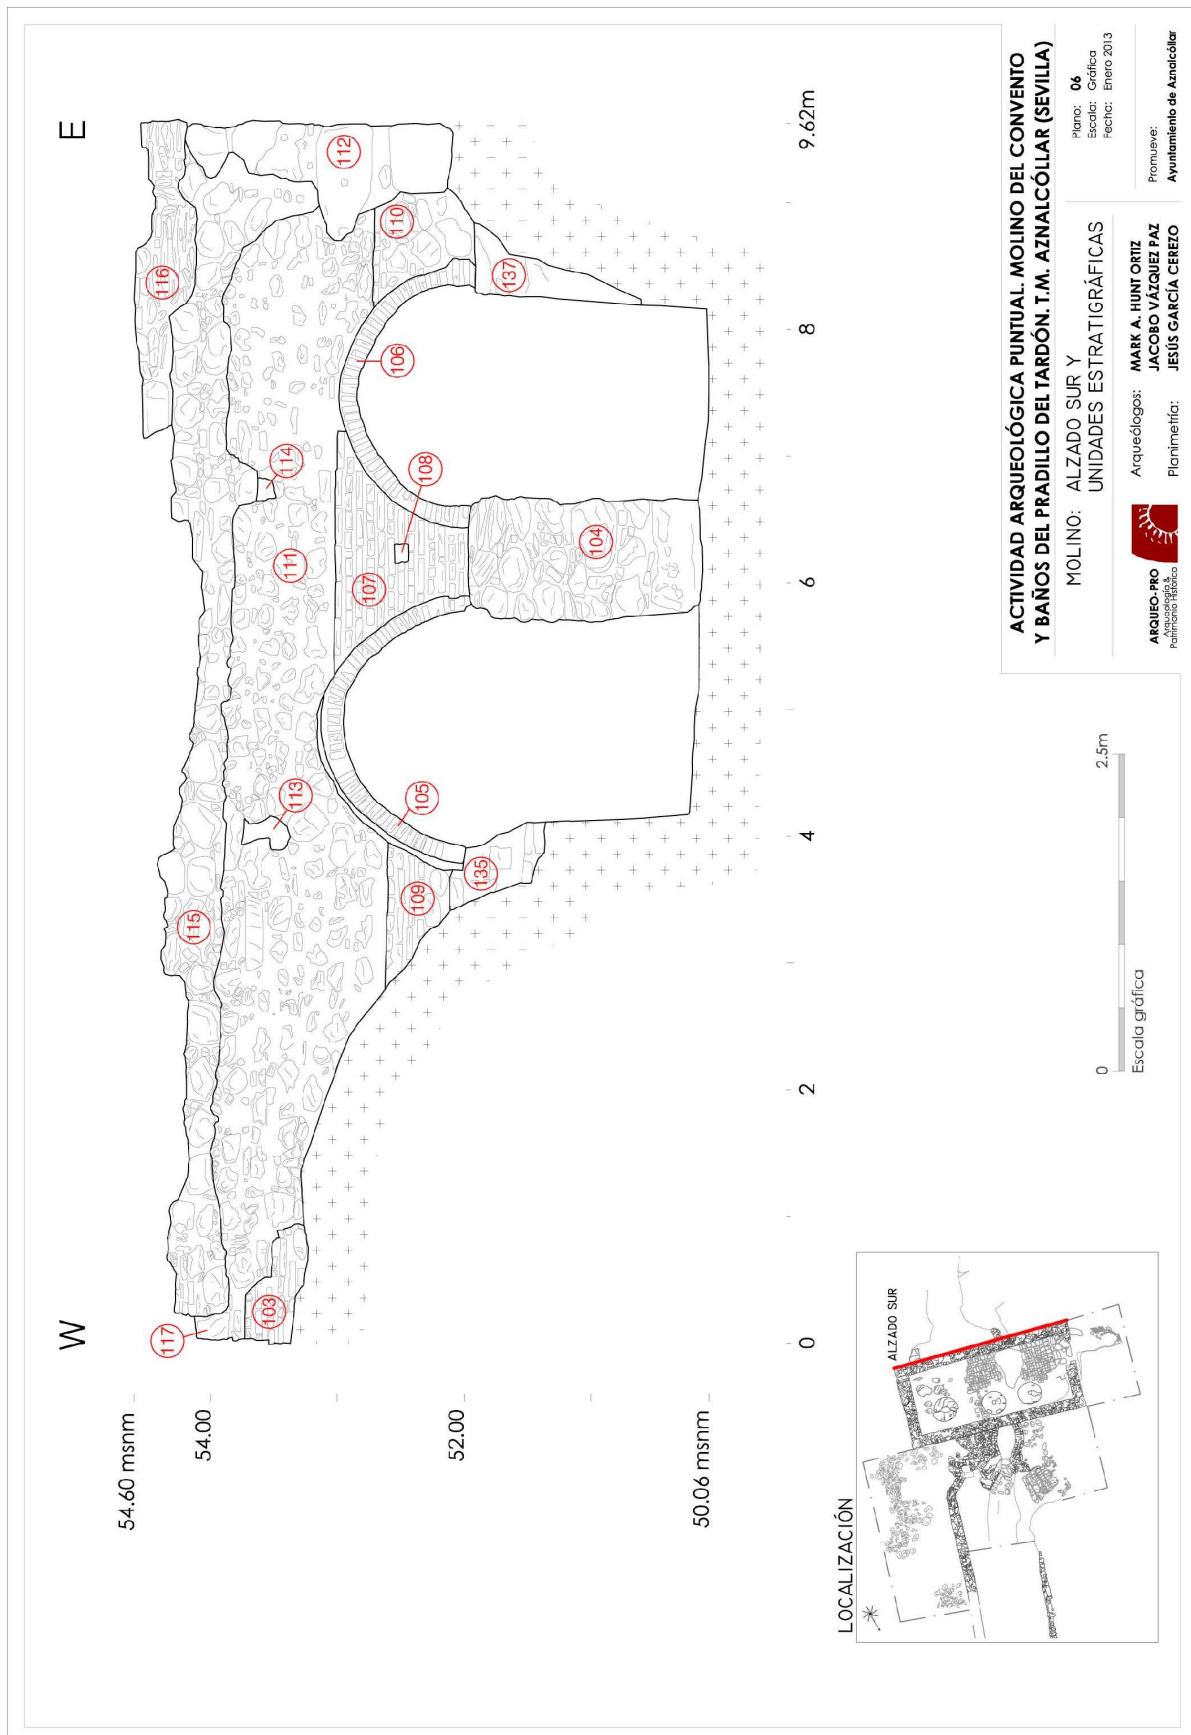 W
E
54.60 msnm
54.00
52.00
50.06 msnm
117
103
115
113
111
114
116
112
110
109
135
105
107
108
106
104
137
0
2
4
6
8
9.62m
LOCALIZACIÓN
ALZADO SUR
0
2.5m
Escala gráfica
ACTIVIDAD ARQUEOLÓGICA PUNTUAL. MOLINO DEL CONVENTO
Y BAÑOS DEL PRADILLO DEL TARDÓN. T.M. AZNALCÓLLAR (SEVILLA)
MOLINO: ALZADO SUR Y
UNIDADES ESTRATIGRÁFICAS
Plano: 06
Escala: Gráfica
Fecha: Enero 2013
ARQUEO-PRO
Arqueología &
Patrimonio Histórico
Arqueólogos: MARK A. HUNT ORTIZ
JACOBO VÁZQUEZ PAZ
Planimetría: JESÚS GARCÍA CEREZO
Promueve:
Ayuntamiento de Aznalcóllar